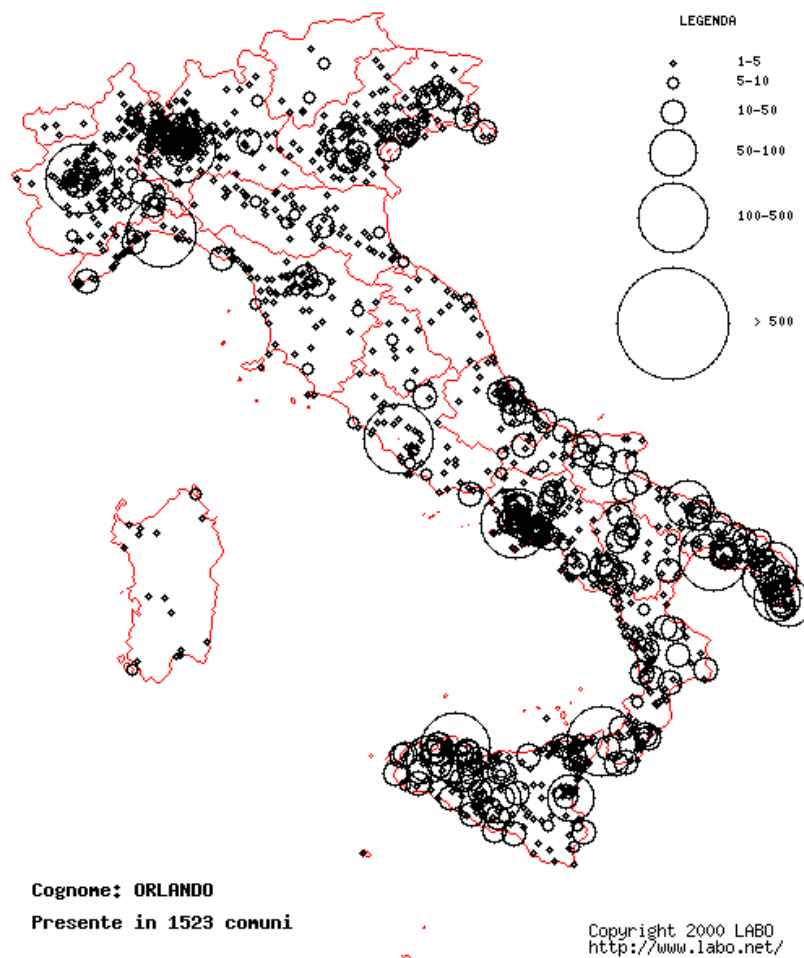 LEGENDA
1-5
5-10
10-50
50-100
100-500
> 500
Cognome: ORLANDO
Presente in 1523 comuni
Copyright 2000 LABO
http://www.labo.net/